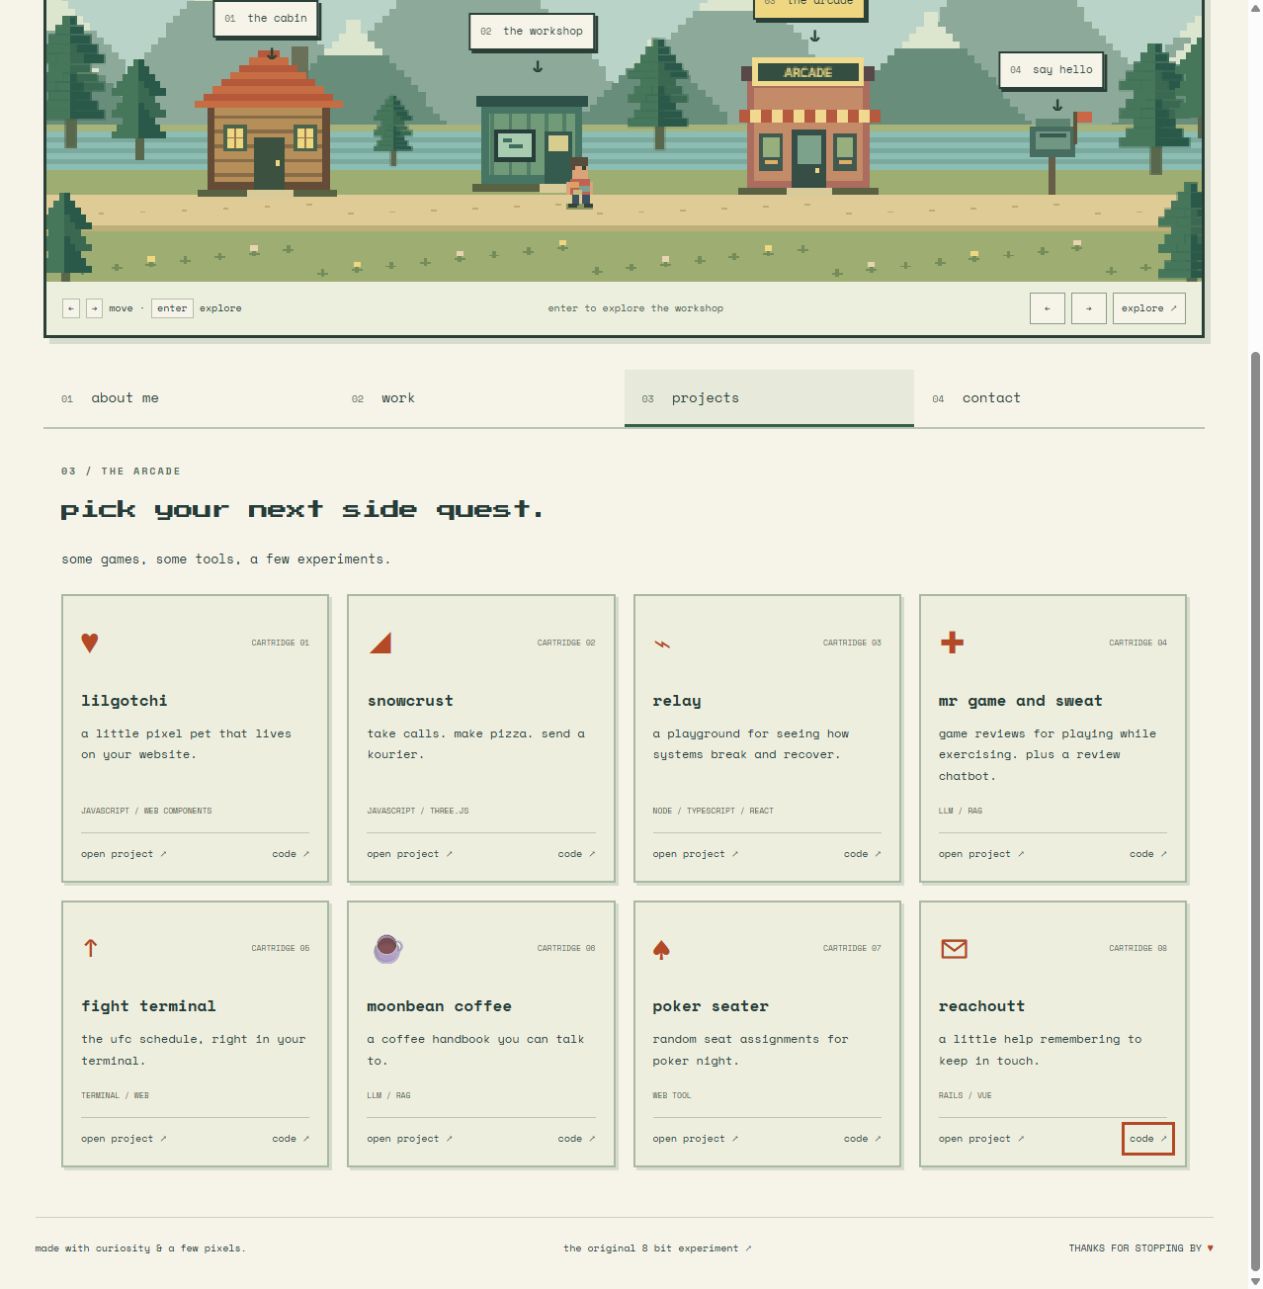 01 the cabin
02 the workshop
03 the arcade
04 say hello
ARCADE
← → move · enter explore
enter to explore the workshop
← → explore ↗
01 about me
02 work
03 projects
04 contact
03 / THE ARCADE
pick your next side quest.
some games, some tools, a few experiments.
CARTRIDGE 01
lilgotchi
a little pixel pet that lives
on your website.
JAVASCRIPT / WEB COMPONENTS
open project ↗ code ↗
CARTRIDGE 02
snowcrust
take calls. make pizza. send a
kourier.
JAVASCRIPT / THREE.JS
open project ↗ code ↗
CARTRIDGE 03
relay
a playground for seeing how
systems break and recover.
NODE / TYPESCRIPT / REACT
open project ↗ code ↗
CARTRIDGE 04
mr game and sweat
game reviews for playing while
exercising. plus a review
chatbot.
LLM / RAG
open project ↗ code ↗
CARTRIDGE 05
fight terminal
the ufc schedule, right in your
terminal.
TERMINAL / WEB
open project ↗ code ↗
CARTRIDGE 06
moonbean coffee
a coffee handbook you can talk
to.
LLM / RAG
open project ↗ code ↗
CARTRIDGE 07
poker seater
random seat assignments for
poker night.
WEB TOOL
open project ↗ code ↗
CARTRIDGE 08
reachoutt
a little help remembering to
keep in touch.
RAILS / VUE
open project ↗ code ↗
made with curiosity & a few pixels.
the original 8 bit experiment ↗
THANKS FOR STOPPING BY ♥